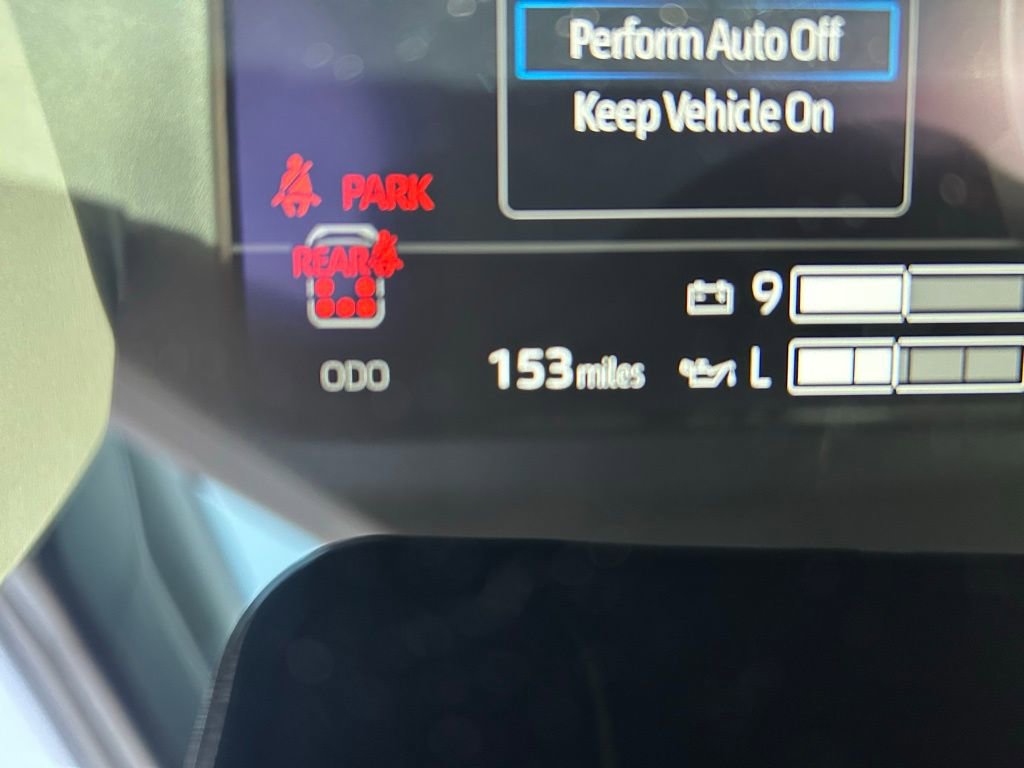 Perform Auto Off
Keep Vehicle On
PARK
REAR
9
ODO 153 miles L